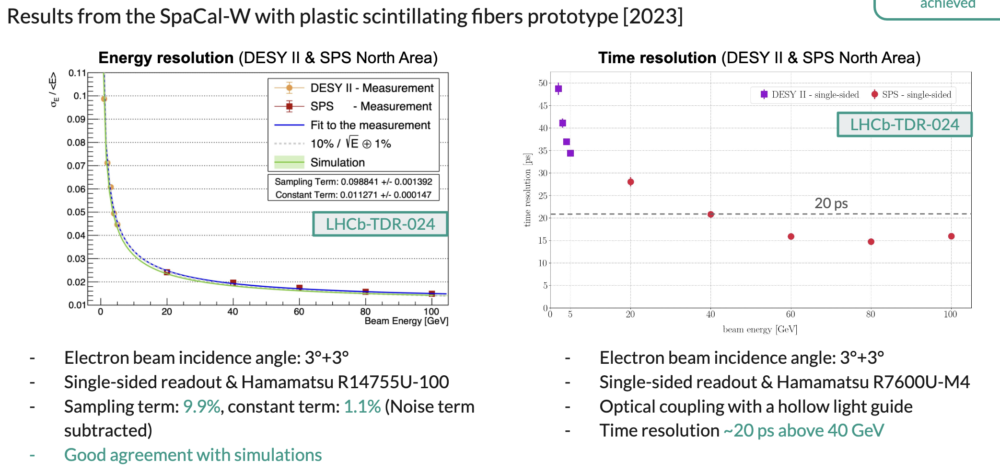 achieved
Results from the SpaCal-W with plastic scintillating fibers prototype [2023]
Energy resolution (DESY II & SPS North Area)
σE / <E>
0.11
0.1
0.09
0.08
0.07
0.06
0.05
0.04
0.03
0.02
0.01
DESY II - Measurement
SPS - Measurement
Fit to the measurement
10% / √E ⊕ 1%
Simulation
Sampling Term: 0.098841 +/- 0.001392
Constant Term: 0.011271 +/- 0.000147
LHCb-TDR-024
0 20 40 60 80 100
Beam Energy [GeV]
- Electron beam incidence angle: 3°+3°
- Single-sided readout & Hamamatsu R14755U-100
- Sampling term: 9.9%, constant term: 1.1% (Noise term
subtracted)
- Good agreement with simulations
Time resolution (DESY II & SPS North Area)
time resolution [ps]
50
45
40
35
30
25
20
15
10
5
0
DESY II - single-sided SPS - single-sided
LHCb-TDR-024
20 ps
0 5 20 40 60 80 100
beam energy [GeV]
- Electron beam incidence angle: 3°+3°
- Single-sided readout & Hamamatsu R7600U-M4
- Optical coupling with a hollow light guide
- Time resolution ~20 ps above 40 GeV